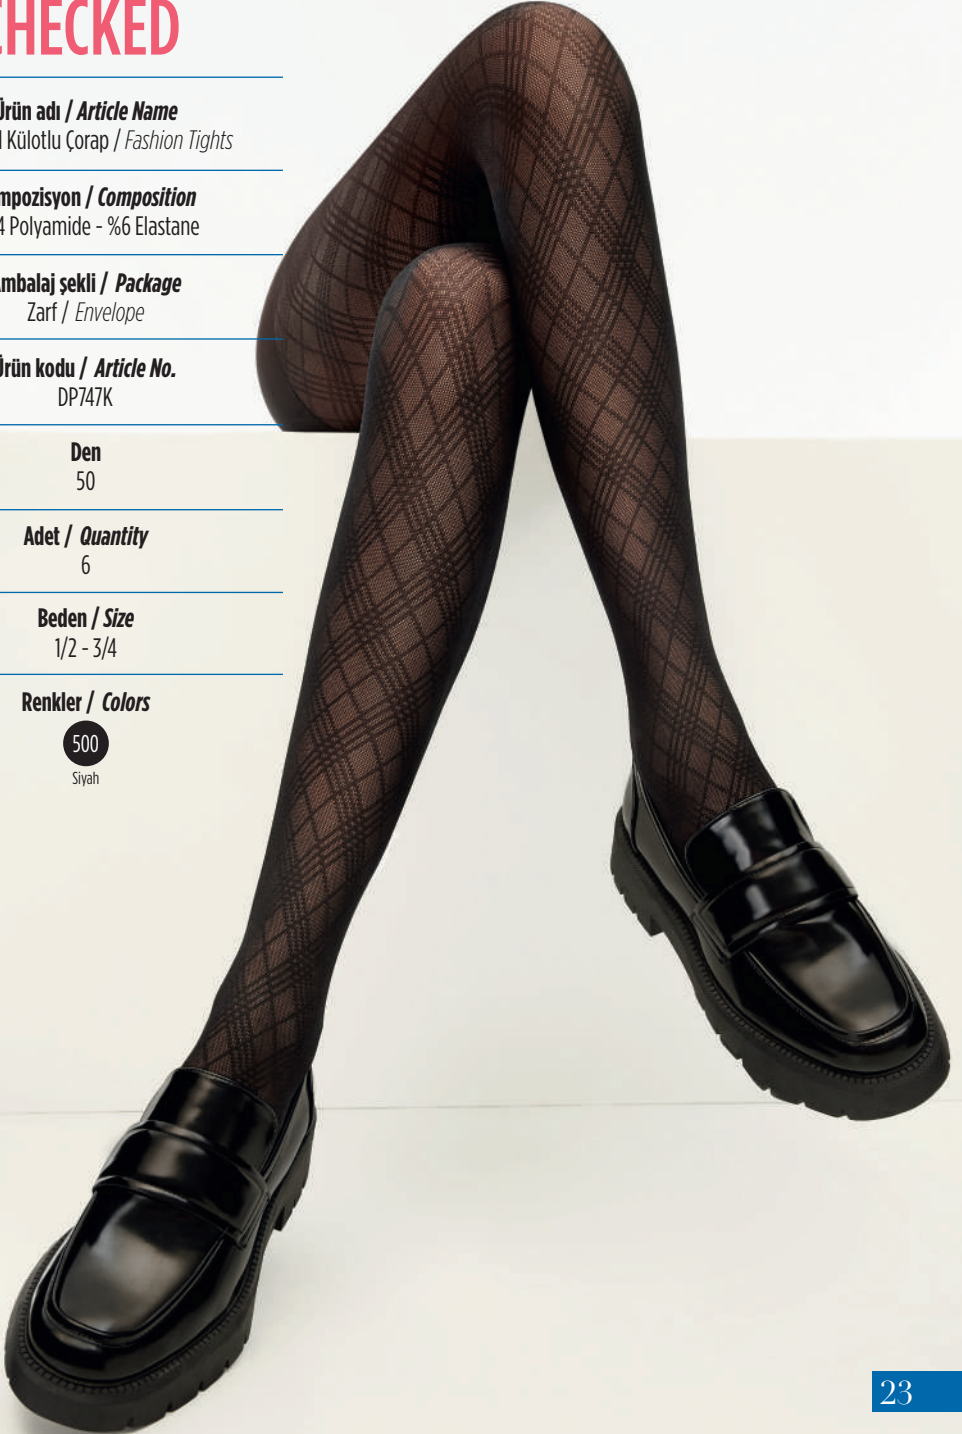 CHECKED
Ürün adı / Article Name
Külotlu Çorap / Fashion Tights
mpozisyon / Composition
4 Polyamide - %6 Elastane
mbalaj şekli / Package
Zarf / Envelope
Ürün kodu / Article No.
DP747K
Den
50
Adet / Quantity
6
Beden / Size
1/2 - 3/4
Renkler / Colors
500
Siyah
23